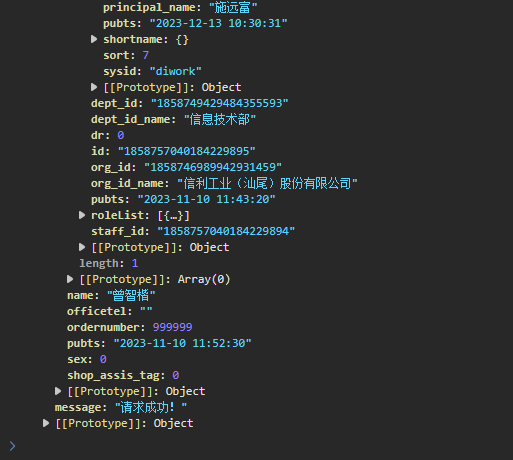 principal_name: "施远富"
pubts: "2023-12-13 10:30:31"
▶ shortname: {}
sort: 7
sysid: "diwork"
▶ [[Prototype]]: Object
dept_id: "1858749429484355593"
dept_id_name: "信息技术部"
dr: 0
id: "1858757040184229895"
org_id: "1858746989942931459"
org_id_name: "信利工业（汕尾）股份有限公司"
pubts: "2023-11-10 11:43:20"
▶ roleList: [{…}]
staff_id: "1858757040184229894"
▶ [[Prototype]]: Object
length: 1
▶ [[Prototype]]: Array(0)
name: "曾智楷"
officetel: ""
ordernumber: 999999
pubts: "2023-11-10 11:52:30"
sex: 0
shop_assis_tag: 0
▶ [[Prototype]]: Object
message: "请求成功！"
▶ [[Prototype]]: Object
>